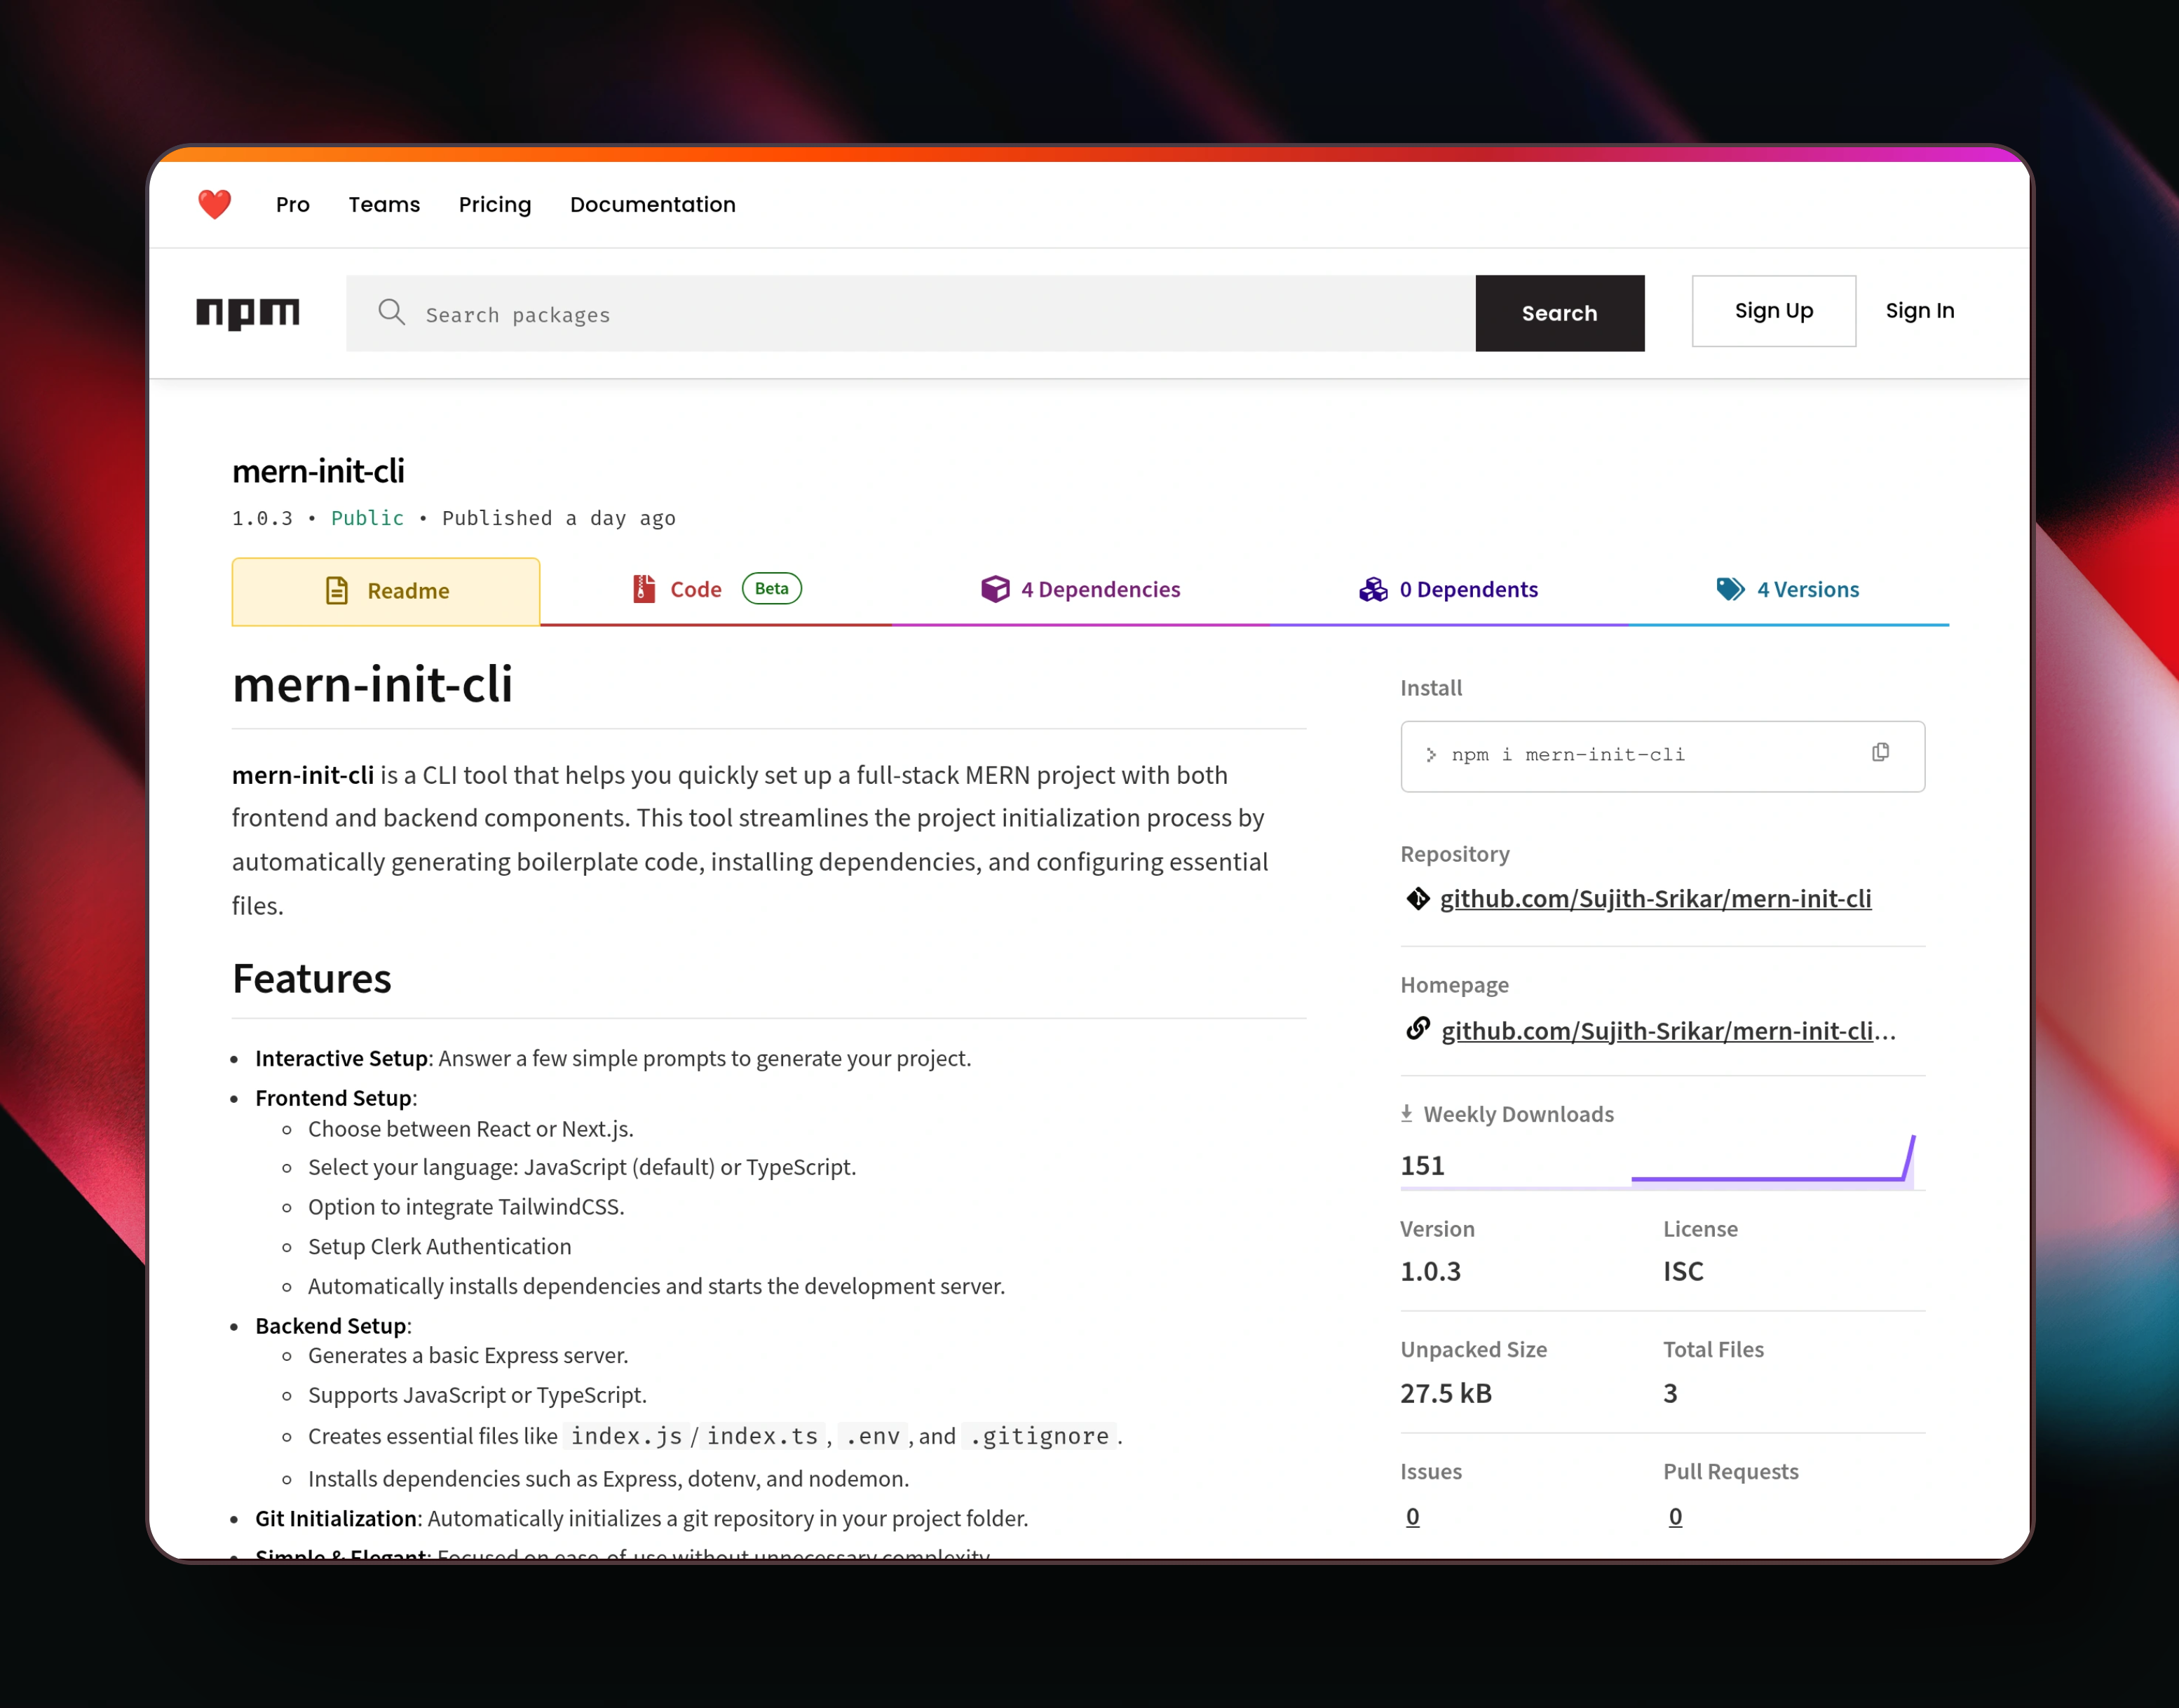 ❤️ Pro Teams Pricing Documentation
npm Search packages Search Sign Up Sign In
mern-init-cli
1.0.3 • Public • Published a day ago
Readme Code Beta 4 Dependencies 0 Dependents 4 Versions
mern-init-cli
mern-init-cli is a CLI tool that helps you quickly set up a full-stack MERN project with both
frontend and backend components. This tool streamlines the project initialization process by
automatically generating boilerplate code, installing dependencies, and configuring essential
files.
Features
• Interactive Setup: Answer a few simple prompts to generate your project.
• Frontend Setup:
◦ Choose between React or Next.js.
◦ Select your language: JavaScript (default) or TypeScript.
◦ Option to integrate TailwindCSS.
◦ Setup Clerk Authentication
◦ Automatically installs dependencies and starts the development server.
• Backend Setup:
◦ Generates a basic Express server.
◦ Supports JavaScript or TypeScript.
◦ Creates essential files like index.js / index.ts , .env , and .gitignore .
◦ Installs dependencies such as Express, dotenv, and nodemon.
• Git Initialization: Automatically initializes a git repository in your project folder.
• Simple & Elegant: Focused on ease-of-use without unnecessary complexity.
Install
> npm i mern-init-cli
Repository
github.com/Sujith-Srikar/mern-init-cli
Homepage
github.com/Sujith-Srikar/mern-init-cli...
Weekly Downloads
151
Version License
1.0.3 ISC
Unpacked Size Total Files
27.5 kB 3
Issues Pull Requests
0 0